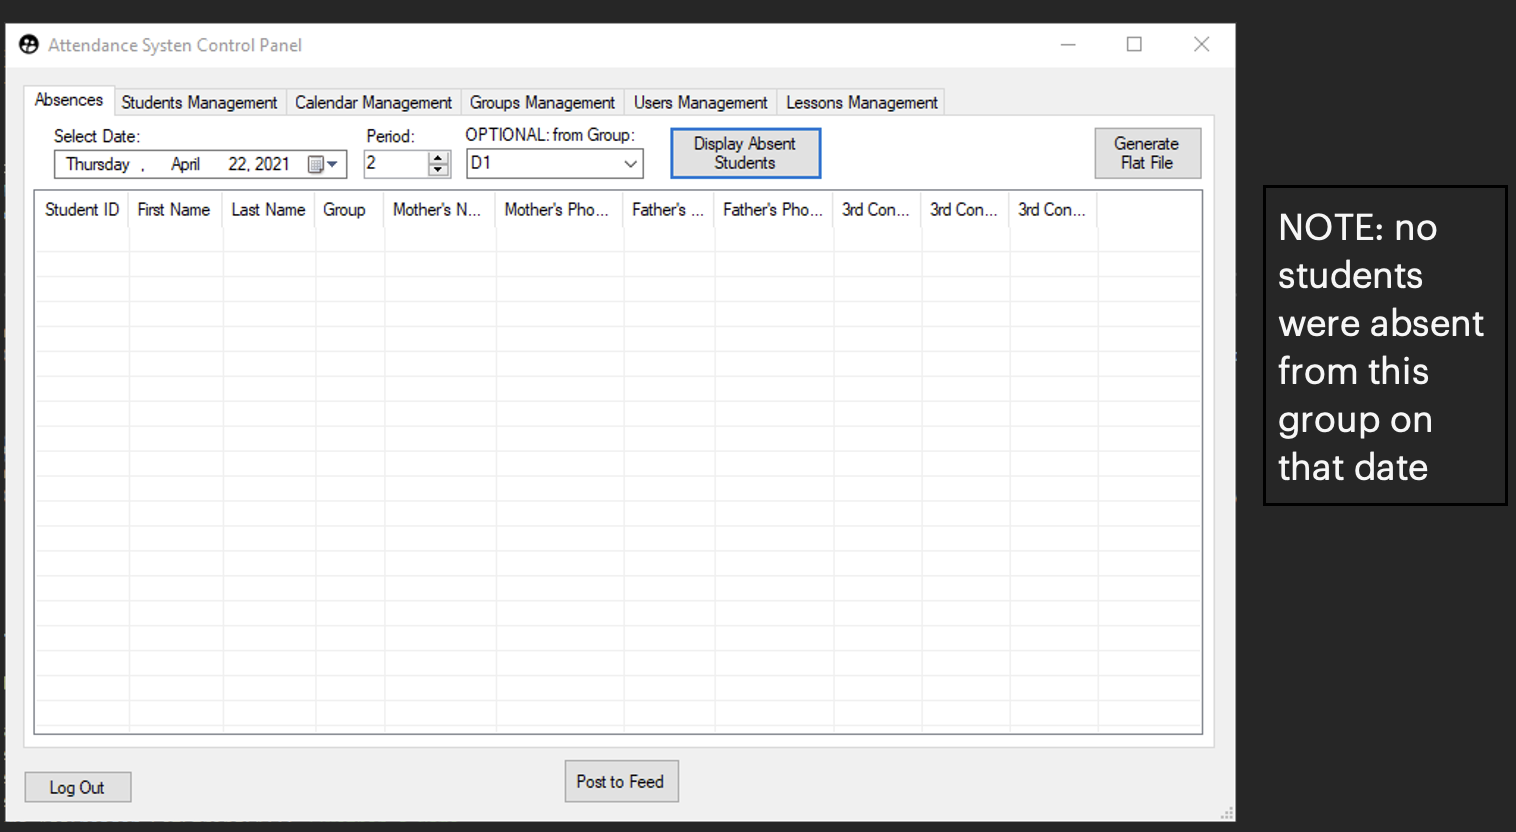 Attendance Systen Control Panel
Absences Students Management Calendar Management Groups Management Users Management Lessons Management
Select Date: Period: OPTIONAL: from Group:
Thursday , April 22, 2021 2 D1
Display Absent
Students
Generate
Flat File
Student ID First Name Last Name Group Mother's N... Mother's Pho... Father's ... Father's Pho... 3rd Con... 3rd Con... 3rd Con...
Log Out Post to Feed
NOTE: no
students
were absent
from this
group on
that date